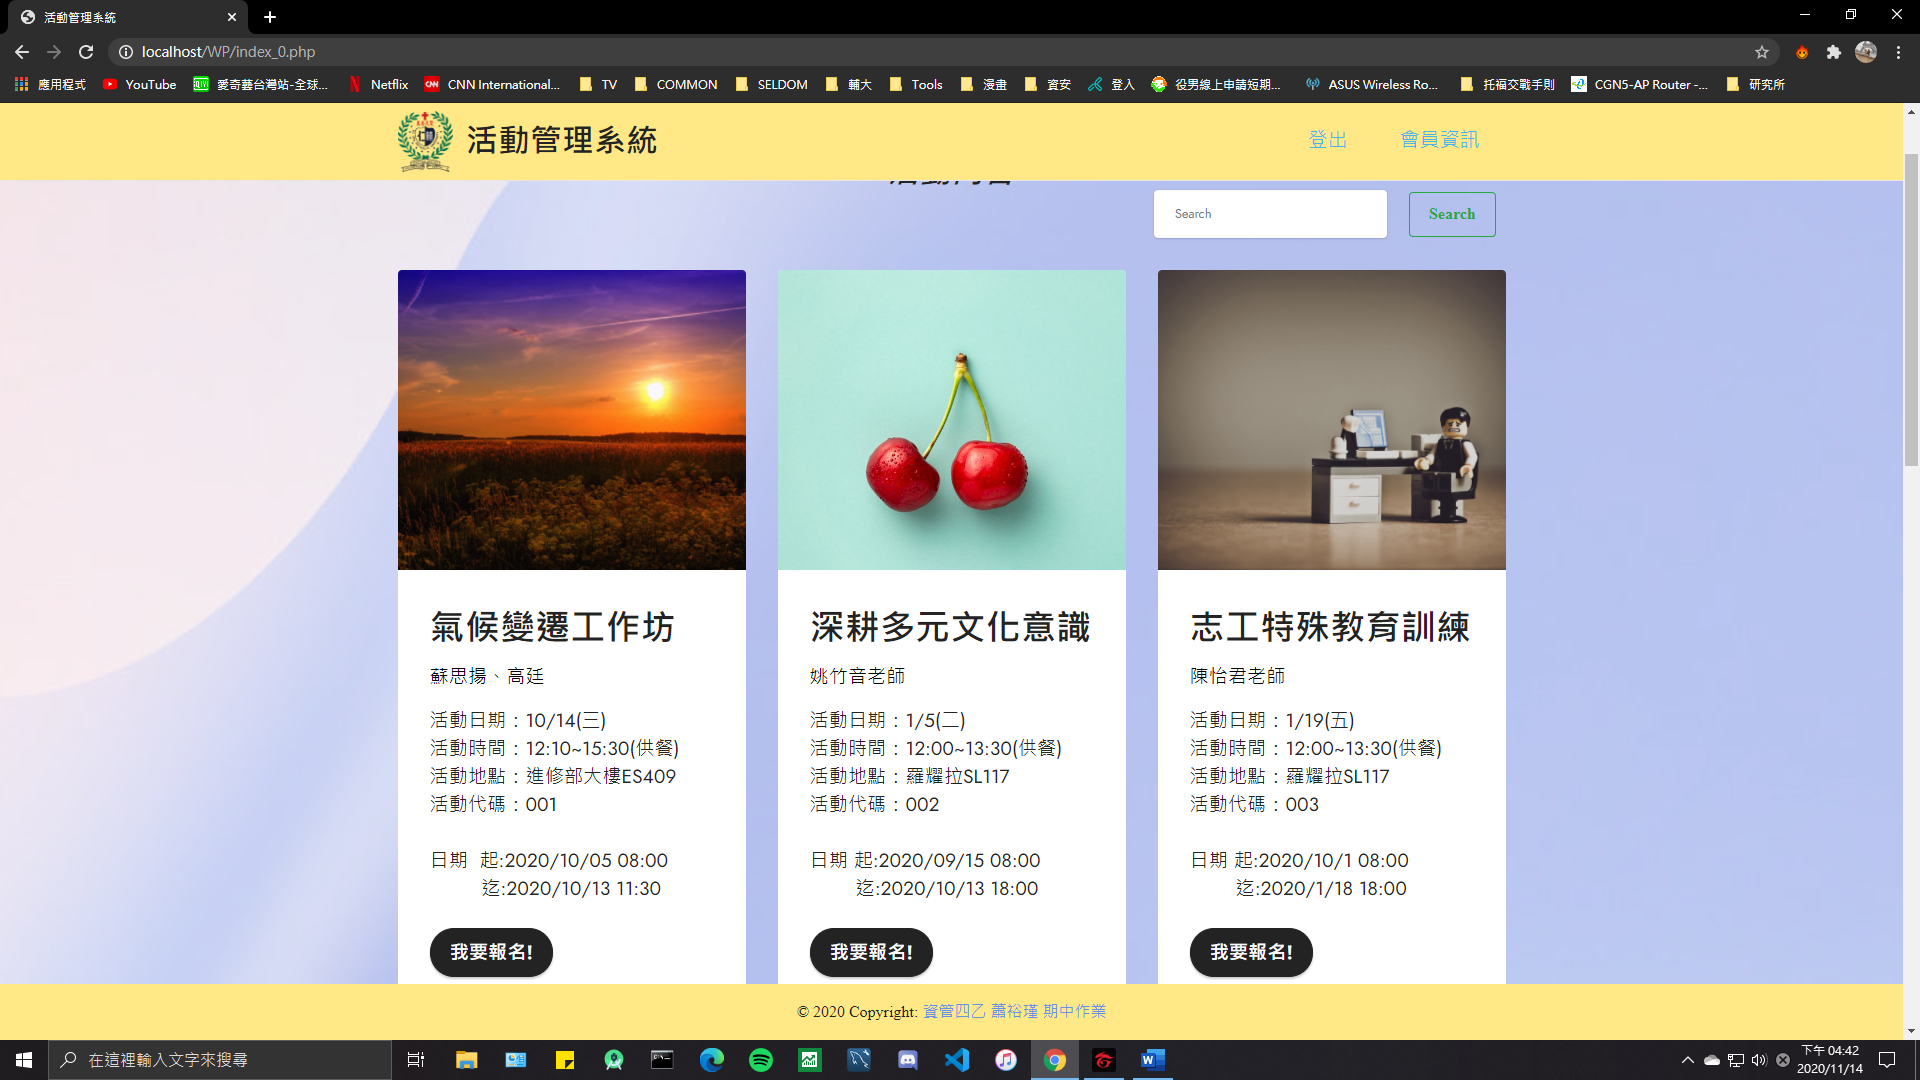 活動管理系統
localhost/WP/index_0.php
應用程式 YouTube 愛奇藝台灣站-全球... Netflix CNN International... TV COMMON SELDOM 輔大 Tools 漫畫 資安 登入 役男線上申請短期... ASUS Wireless Ro... 托福交戰手則 CGN5-AP Router -... 研究所
活動管理系統 登出 會員資訊
Search Search
氣候變遷工作坊
蘇思揚、高廷
活動日期：10/14(三)
活動時間：12:10~15:30(供餐)
活動地點：進修部大樓ES409
活動代碼：001
日期 起:2020/10/05 08:00
迄:2020/10/13 11:30
我要報名!
深耕多元文化意識
姚竹音老師
活動日期：1/5(二)
活動時間：12:00~13:30(供餐)
活動地點：羅耀拉SL117
活動代碼：002
日期 起:2020/09/15 08:00
迄:2020/10/13 18:00
我要報名!
志工特殊教育訓練
陳怡君老師
活動日期：1/19(五)
活動時間：12:00~13:30(供餐)
活動地點：羅耀拉SL117
活動代碼：003
日期 起:2020/10/1 08:00
迄:2020/1/18 18:00
我要報名!
© 2020 Copyright: 資管四乙 蕭裕瑾 期中作業
在這裡輸入文字來搜尋
下午 04:42
2020/11/14